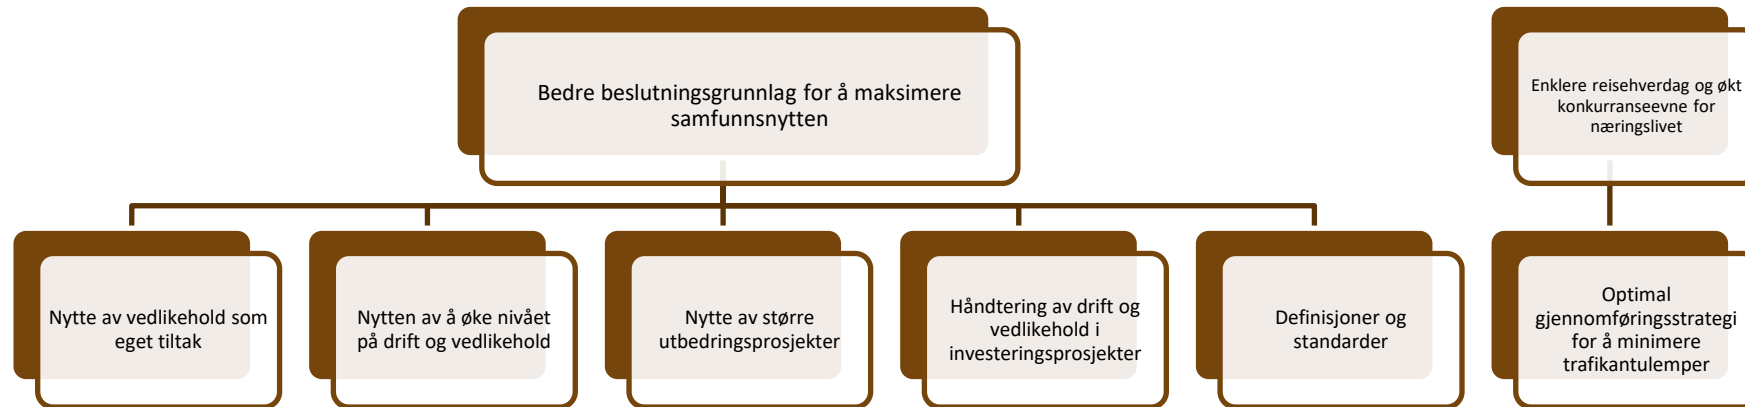 Bedre beslutningsgrunnlag for å maksimere
samfunnsnytten
Enklere reisehverdag og økt
konkurranseevne for
næringslivet
Nytte av vedlikehold som
eget tiltak
Nytten av å øke nivået
på drift og vedlikehold
Nytte av større
utbedringsprosjekter
Håndtering av drift og
vedlikehold i
investeringsprosjekter
Definisjoner og
standarder
Optimal
gjennomføringsstrategi
for å minimere
trafikantulemper